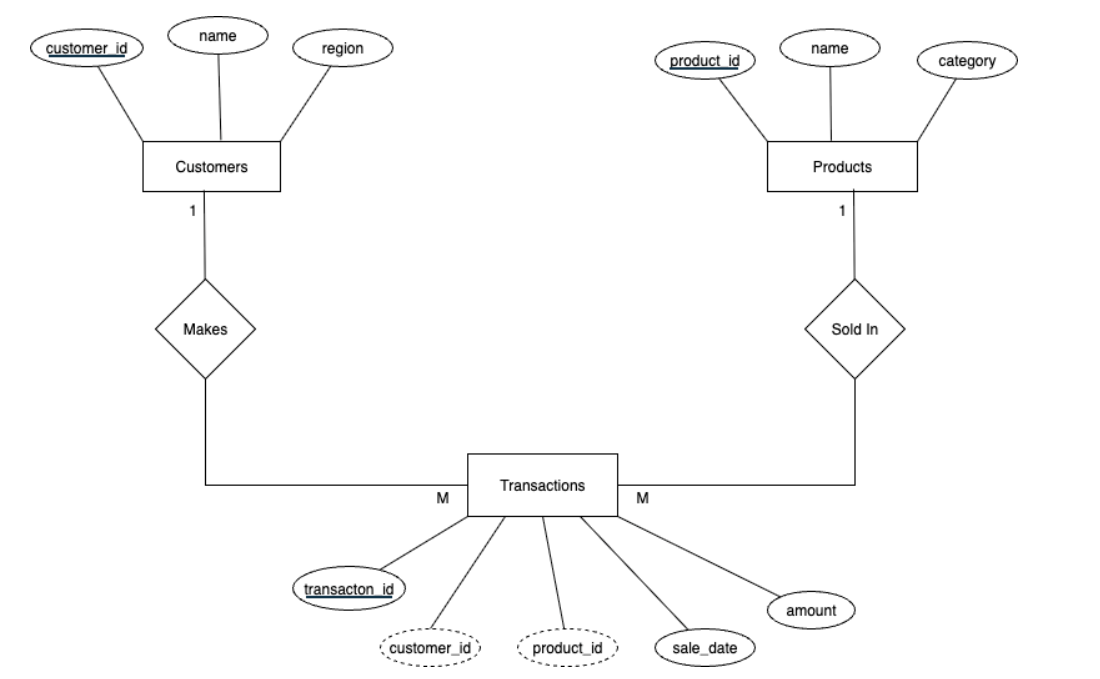 customer_id
name
region
product_id
name
category
Customers
Products
1
1
Makes
Sold In
Transactions
M
M
transacton_id
customer_id
product_id
sale_date
amount